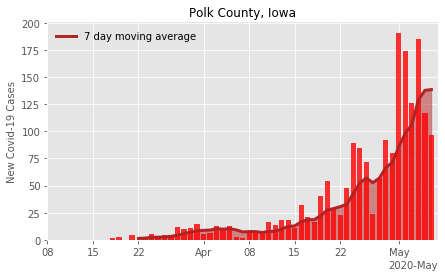 Polk County, Iowa
7 day moving average
New Covid-19 Cases
200
175
150
125
100
75
50
25
0
08
15
22
Apr
08
15
22
May
2020-May